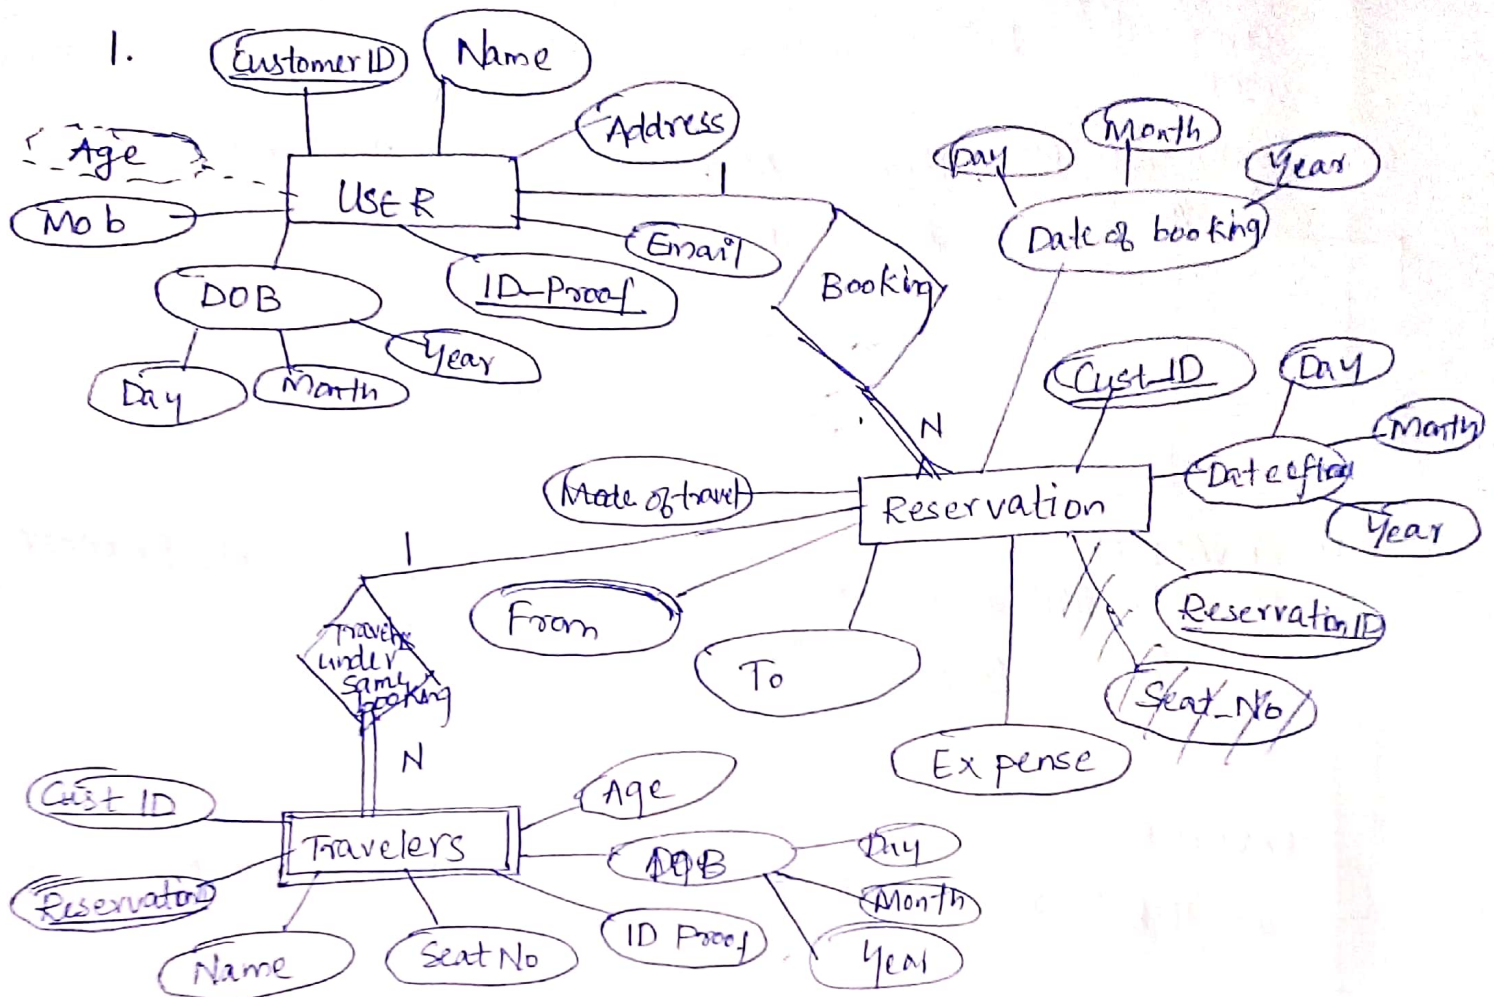 1.
Customer ID
Name
Address
Age
Mob
USER
Email
ID_Proof
DOB
Day
Month
Year
1
Booking
N
Day
Month
Year
Date of booking
Cust_ID
Day
Month
Year
Reservation
Mode of travel
From
To
Expense
Reservation ID
Seat_No
1
Travel
under
same
booking
N
Cust ID
Reservation
Travelers
Name
Seat No
ID Proof
Age
DOB
Day
Month
Year